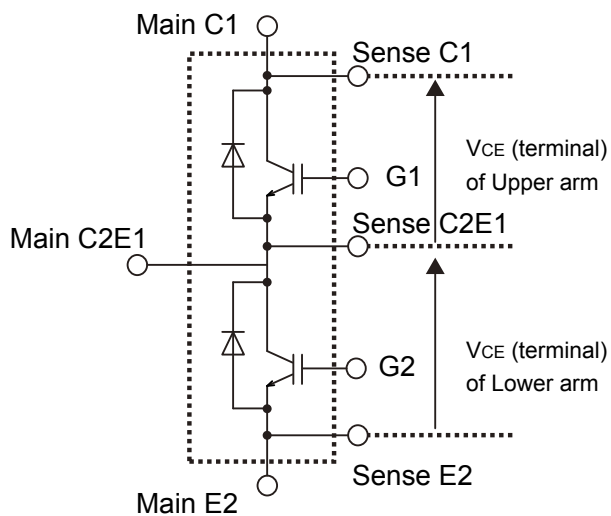 Main C1
Sense C1
VCE (terminal)
of Upper arm
G1
Sense C2E1
Main C2E1
VCE (terminal)
of Lower arm
G2
Sense E2
Main E2